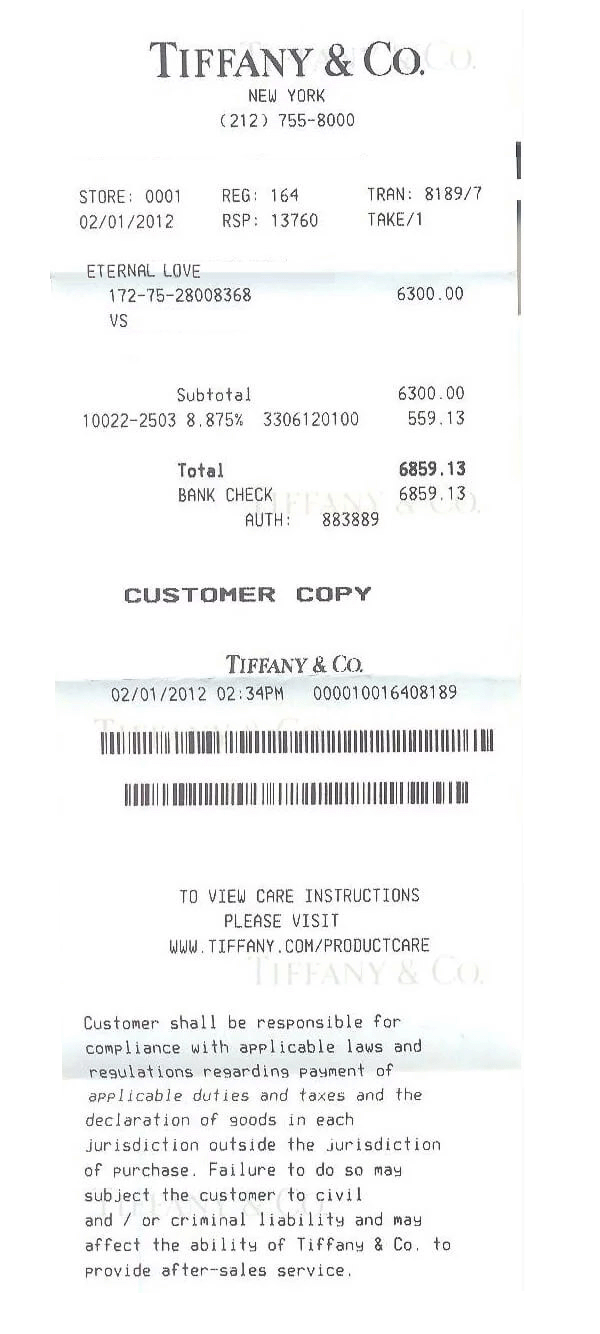 TIFFANY & CO.
NEW YORK
(212) 755-8000
STORE: 0001 REG: 164 TRAN: 8189/7
02/01/2012 RSP: 13760 TAKE/1
ETERNAL LOVE
172-75-28008368 6300.00
VS
Subtotal 6300.00
10022-2503 8.875% 3306120100 559.13
Total 6859.13
BANK CHECK 6859.13
AUTH: 883889
CUSTOMER COPY
TIFFANY & CO.
02/01/2012 02:34PM 000010016408189
TO VIEW CARE INSTRUCTIONS
PLEASE VISIT
WWW.TIFFANY.COM/PRODUCTCARE
TIFFANY & CO.
Customer shall be responsible for
compliance with applicable laws and
regulations regarding payment of
applicable duties and taxes and the
declaration of goods in each
jurisdiction outside the jurisdiction
of purchase. Failure to do so may
subject the customer to civil
and / or criminal liability and may
affect the ability of Tiffany & Co. to
provide after-sales service.